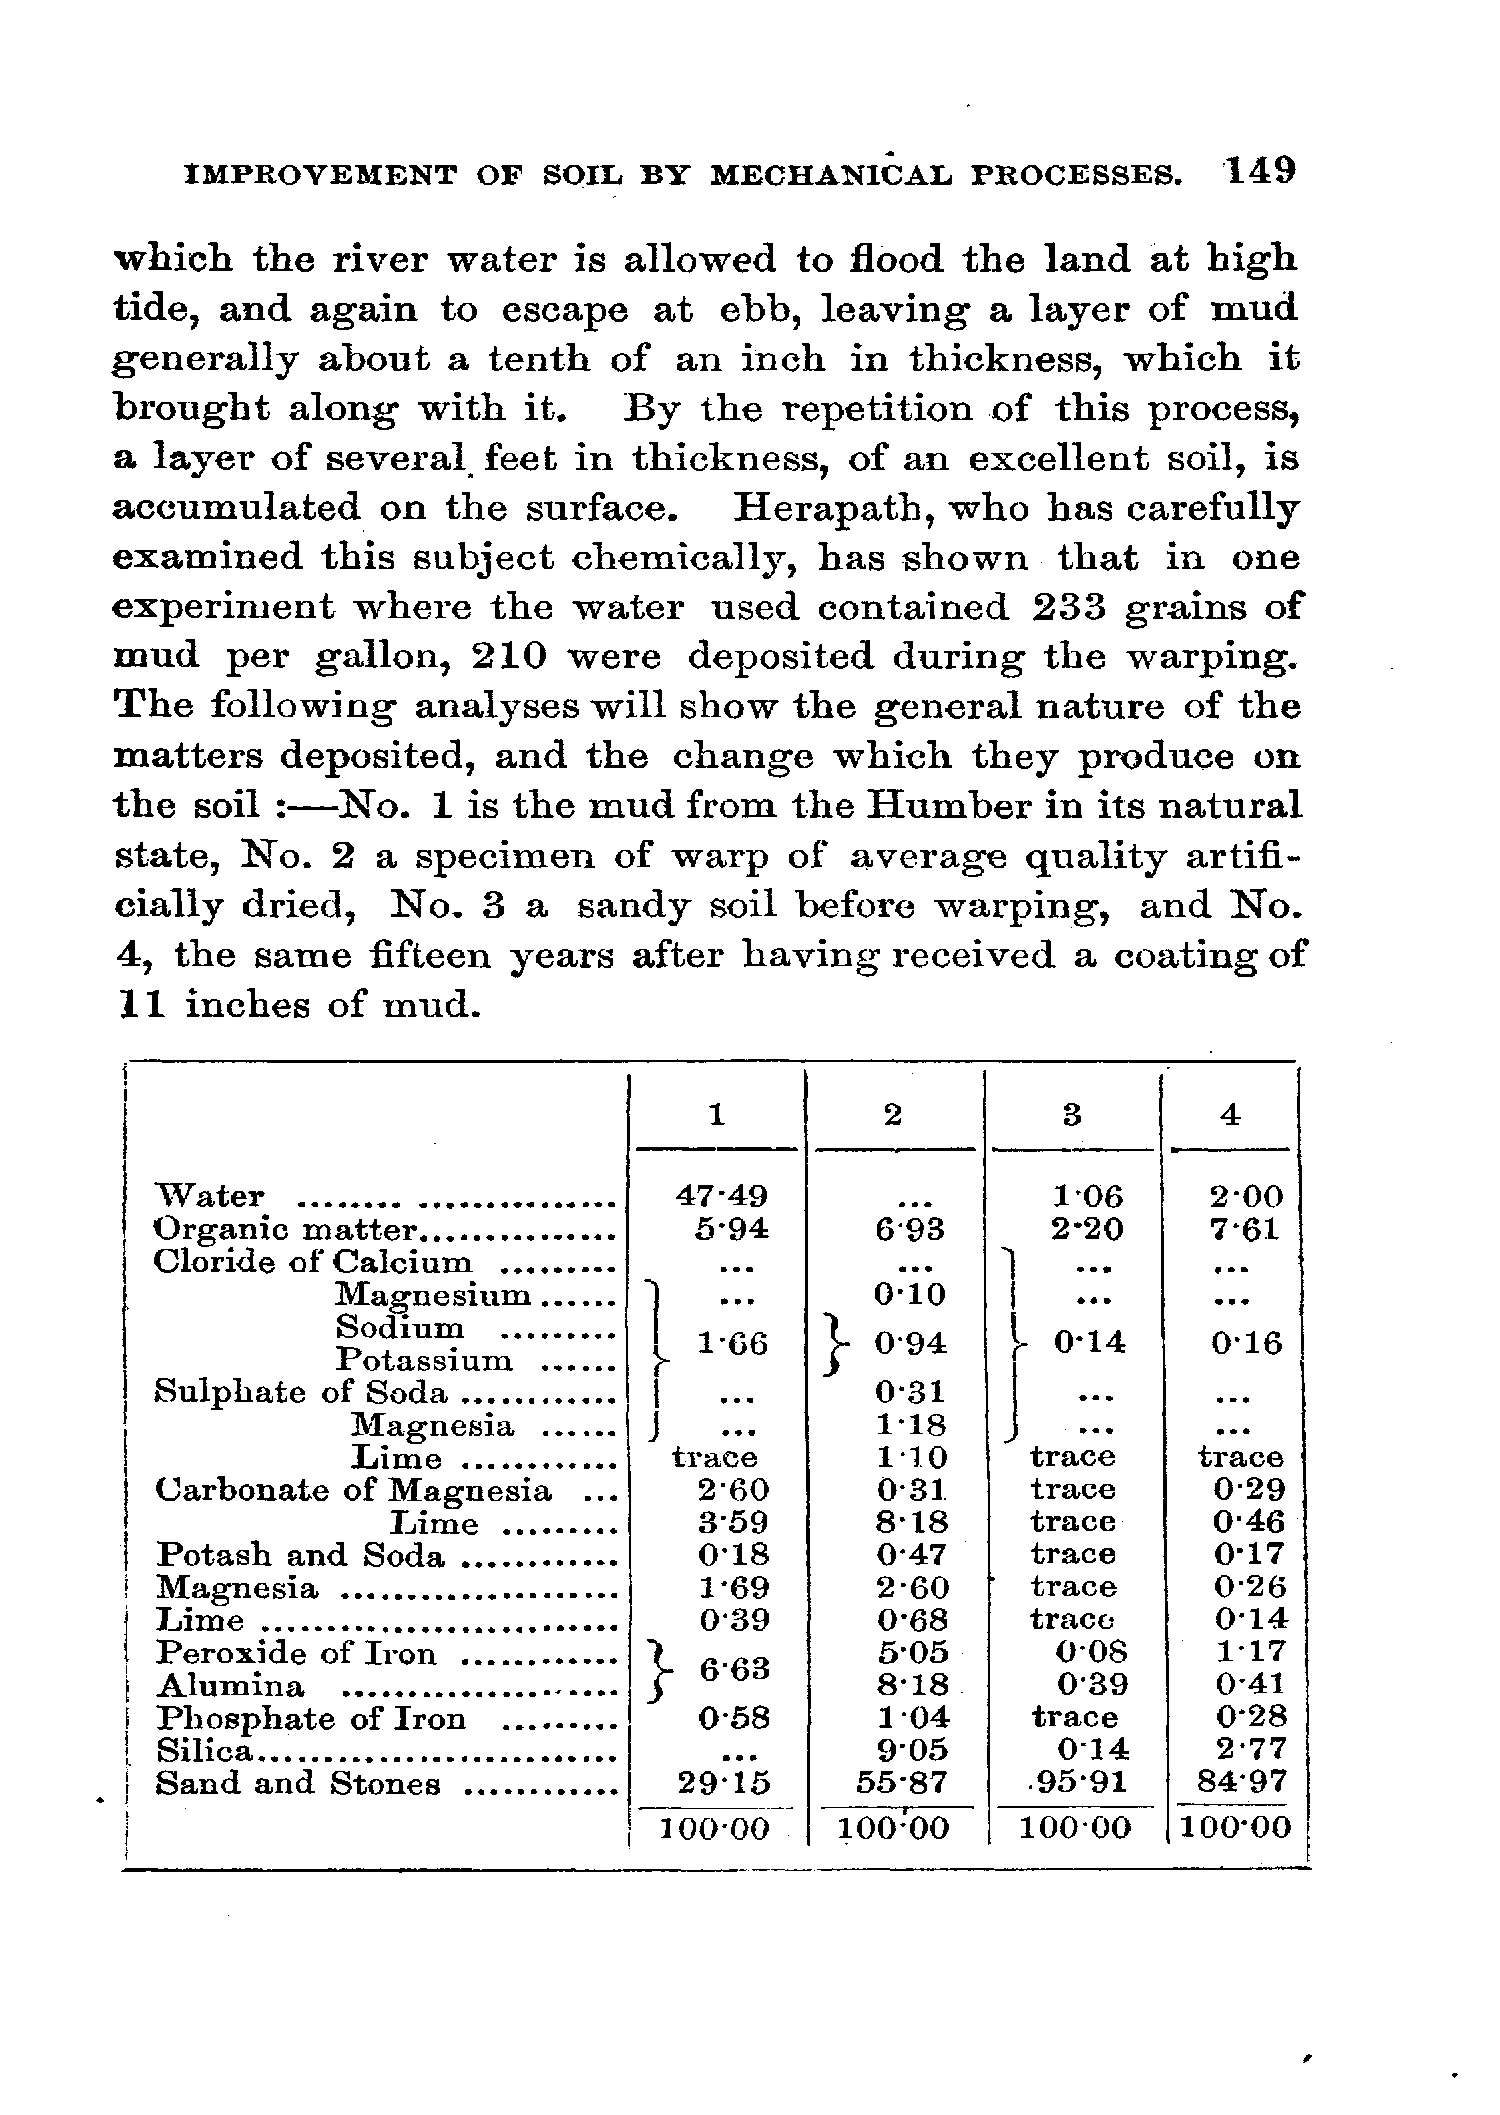 IMPROVEMENT OF SOIL BY MECHANICAL PROCESSES. 149
which the river water is allowed to flood the land at high
tide, and again to escape at ebb, leaving a layer of mud
generally about a tenth of an inch in thickness, which it
brought along with it. By the repetition of this process,
a layer of several feet in thickness, of an excellent soil, is
accumulated on the surface. Herapath, who has carefully
examined this subject chemically, has shown that in one
experiment where the water used contained 233 grains of
mud per gallon, 210 were deposited during the warping.
The following analyses will show the general nature of the
matters deposited, and the change which they produce on
the soil :—No. 1 is the mud from the Humber in its natural
state, No. 2 a specimen of warp of average quality artifi-
cially dried, No. 3 a sandy soil before warping, and No.
4, the same fifteen years after having received a coating of
11 inches of mud.
1 2 3 4
Water ........ ............... 47·49 ... 1·06 2·00
Organic matter............... 5·94 6·93 2·20 7·61
Cloride of Calcium ......... ... ... ... ...
Magnesium ...... ... 0·10 ... ...
Sodium .........
Potassium ...... } 1·66 } 0·94 } 0·14 0·16
Sulphate of Soda ............ ... 0·31 ... ...
Magnesia ...... ... 1·18 ... ...
Lime ............ trace 1·10 trace trace
Carbonate of Magnesia ... 2·60 0·31 trace 0·29
Lime ......... 3·59 8·18 trace 0·46
Potash and Soda ............ 0·18 0·47 trace 0·17
Magnesia ..................... 1·69 2·60 trace 0·26
Lime ........................... 0·39 0·68 trace 0·14
Peroxide of Iron ............ } 6·63 5·05 0·08 1·17
Alumina ..................... 8·18 0·39 0·41
Phosphate of Iron ......... 0·58 1·04 trace 0·28
Silica........................... ... 9·05 0·14 2·77
Sand and Stones ............ 29·15 55·87 95·91 84·97
100·00 100·00 100·00 100·00